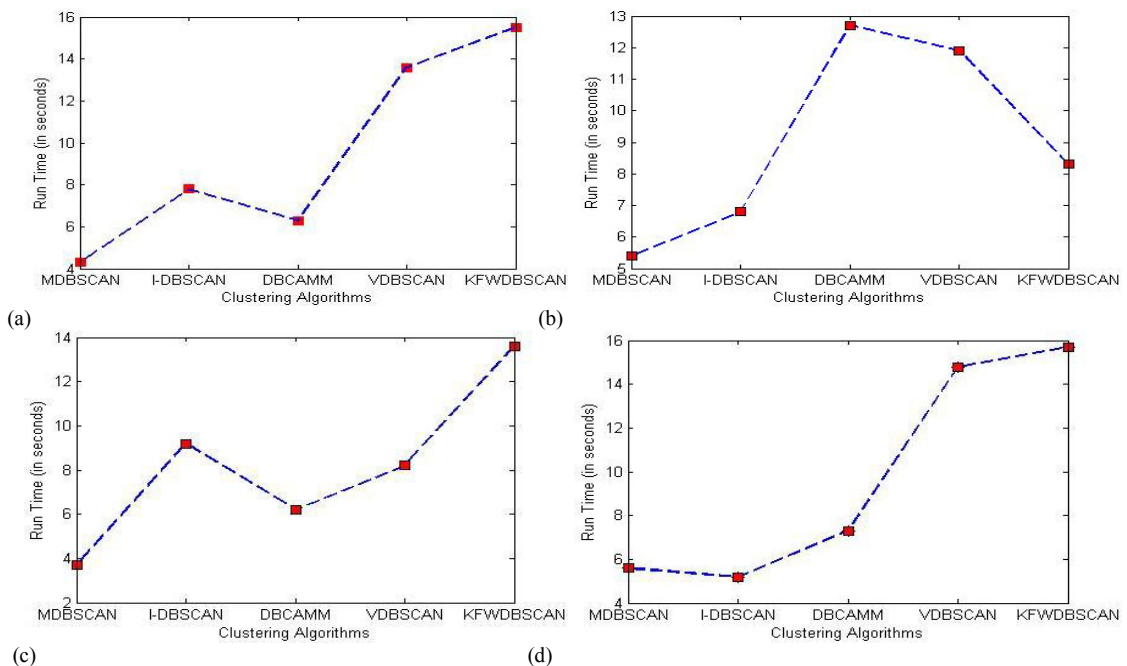 16
14
12
10
8
6
4
Run Time (in seconds)
MDBSCAN I-DBSCAN DBCAMM VDBSCAN KFWDBSCAN
Clustering Algorithms
(a)
13
12
11
10
9
8
7
6
5
Run Time (in seconds)
MDBSCAN I-DBSCAN DBCAMM VDBSCAN KFWDBSCAN
Clustering Algorithms
(b)
14
12
10
8
6
4
2
Run Time (in seconds)
MDBSCAN I-DBSCAN DBCAMM VDBSCAN KFWDBSCAN
Clustering Algorithms
(c)
16
14
12
10
8
6
4
Run Time (in seconds)
MDBSCAN I-DBSCAN DBCAMM VDBSCAN KFWDBSCAN
Clustering Algorithms
(d)